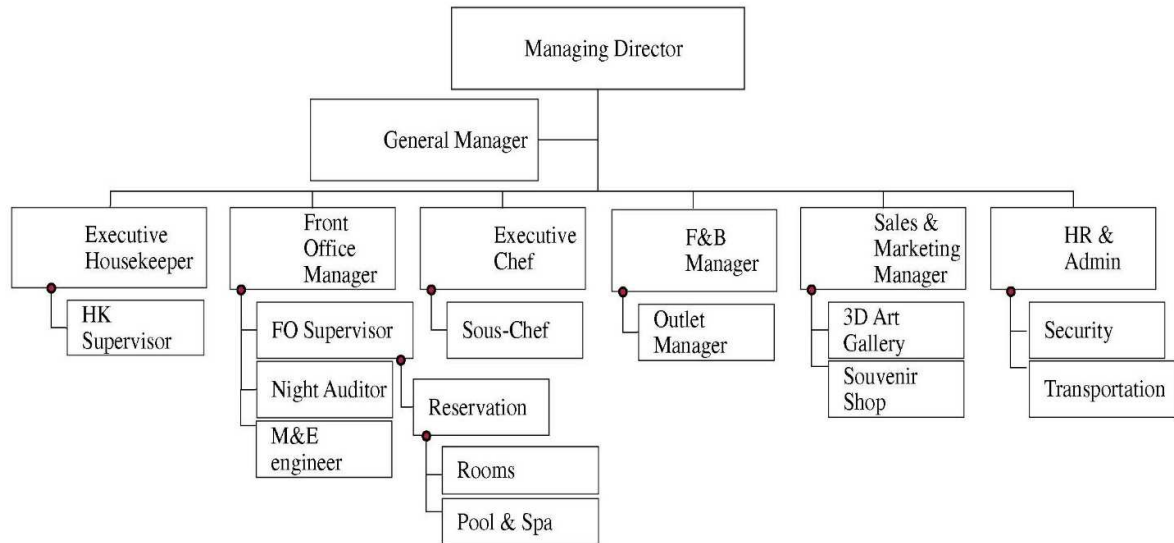 Managing Director
General Manager
Executive
Housekeeper
Front
Office
Manager
Executive
Chef
F&B
Manager
Sales &
Marketing
Manager
HR &
Admin
HK
Supervisor
FO Supervisor
Night Auditor
M&E
engineer
Reservation
Rooms
Pool & Spa
Sous-Chef
Outlet
Manager
3D Art
Gallery
Souvenir
Shop
Security
Transportation